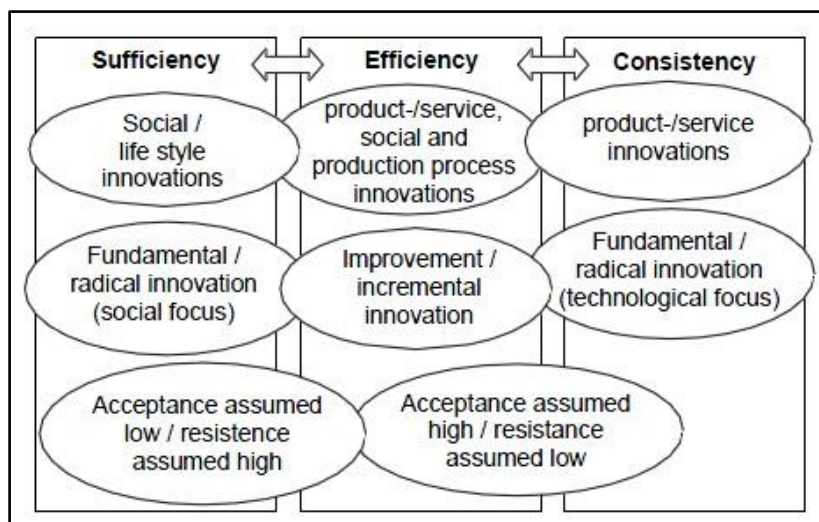 Sufficiency
Efficiency
Consistency
Social /
life style
innovations
product-/service,
social and
production process
innovations
product-/service
innovations
Fundamental /
radical innovation
(social focus)
Improvement /
incremental
innovation
Fundamental /
radical innovation
(technological focus)
Acceptance assumed
low / resistence
assumed high
Acceptance assumed
high / resistance
assumed low